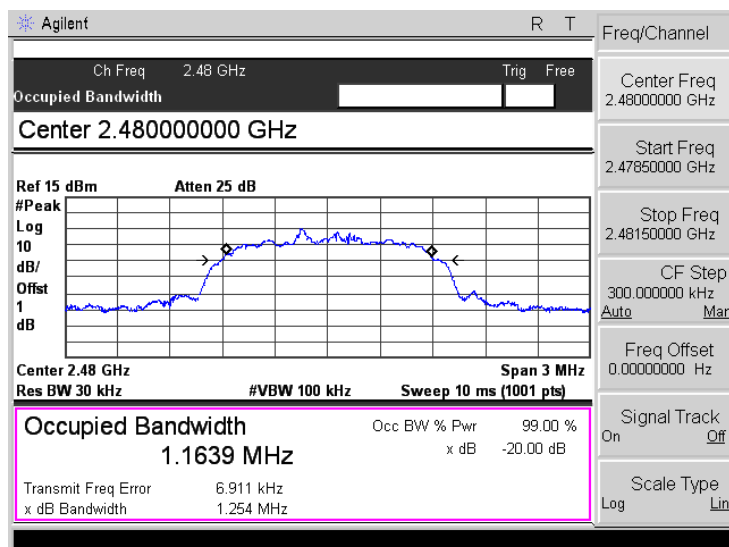 Agilent
R T
Ch Freq 2.48 GHz Trig Free
Occupied Bandwidth
Center 2.480000000 GHz
Ref 15 dBm Atten 25 dB
#Peak
Log
10
dB/
Offst
1
dB
Center 2.48 GHz Span 3 MHz
Res BW 30 kHz #VBW 100 kHz Sweep 10 ms (1001 pts)
Occupied Bandwidth
1.1639 MHz
Occ BW % Pwr 99.00 %
x dB -20.00 dB
Transmit Freq Error 6.911 kHz
x dB Bandwidth 1.254 MHz
Freq/Channel
Center Freq
2.48000000 GHz
Start Freq
2.47850000 GHz
Stop Freq
2.48150000 GHz
CF Step
300.000000 kHz
Auto Mar
Freq Offset
0.00000000 Hz
Signal Track
On Off
Scale Type
Log Lin